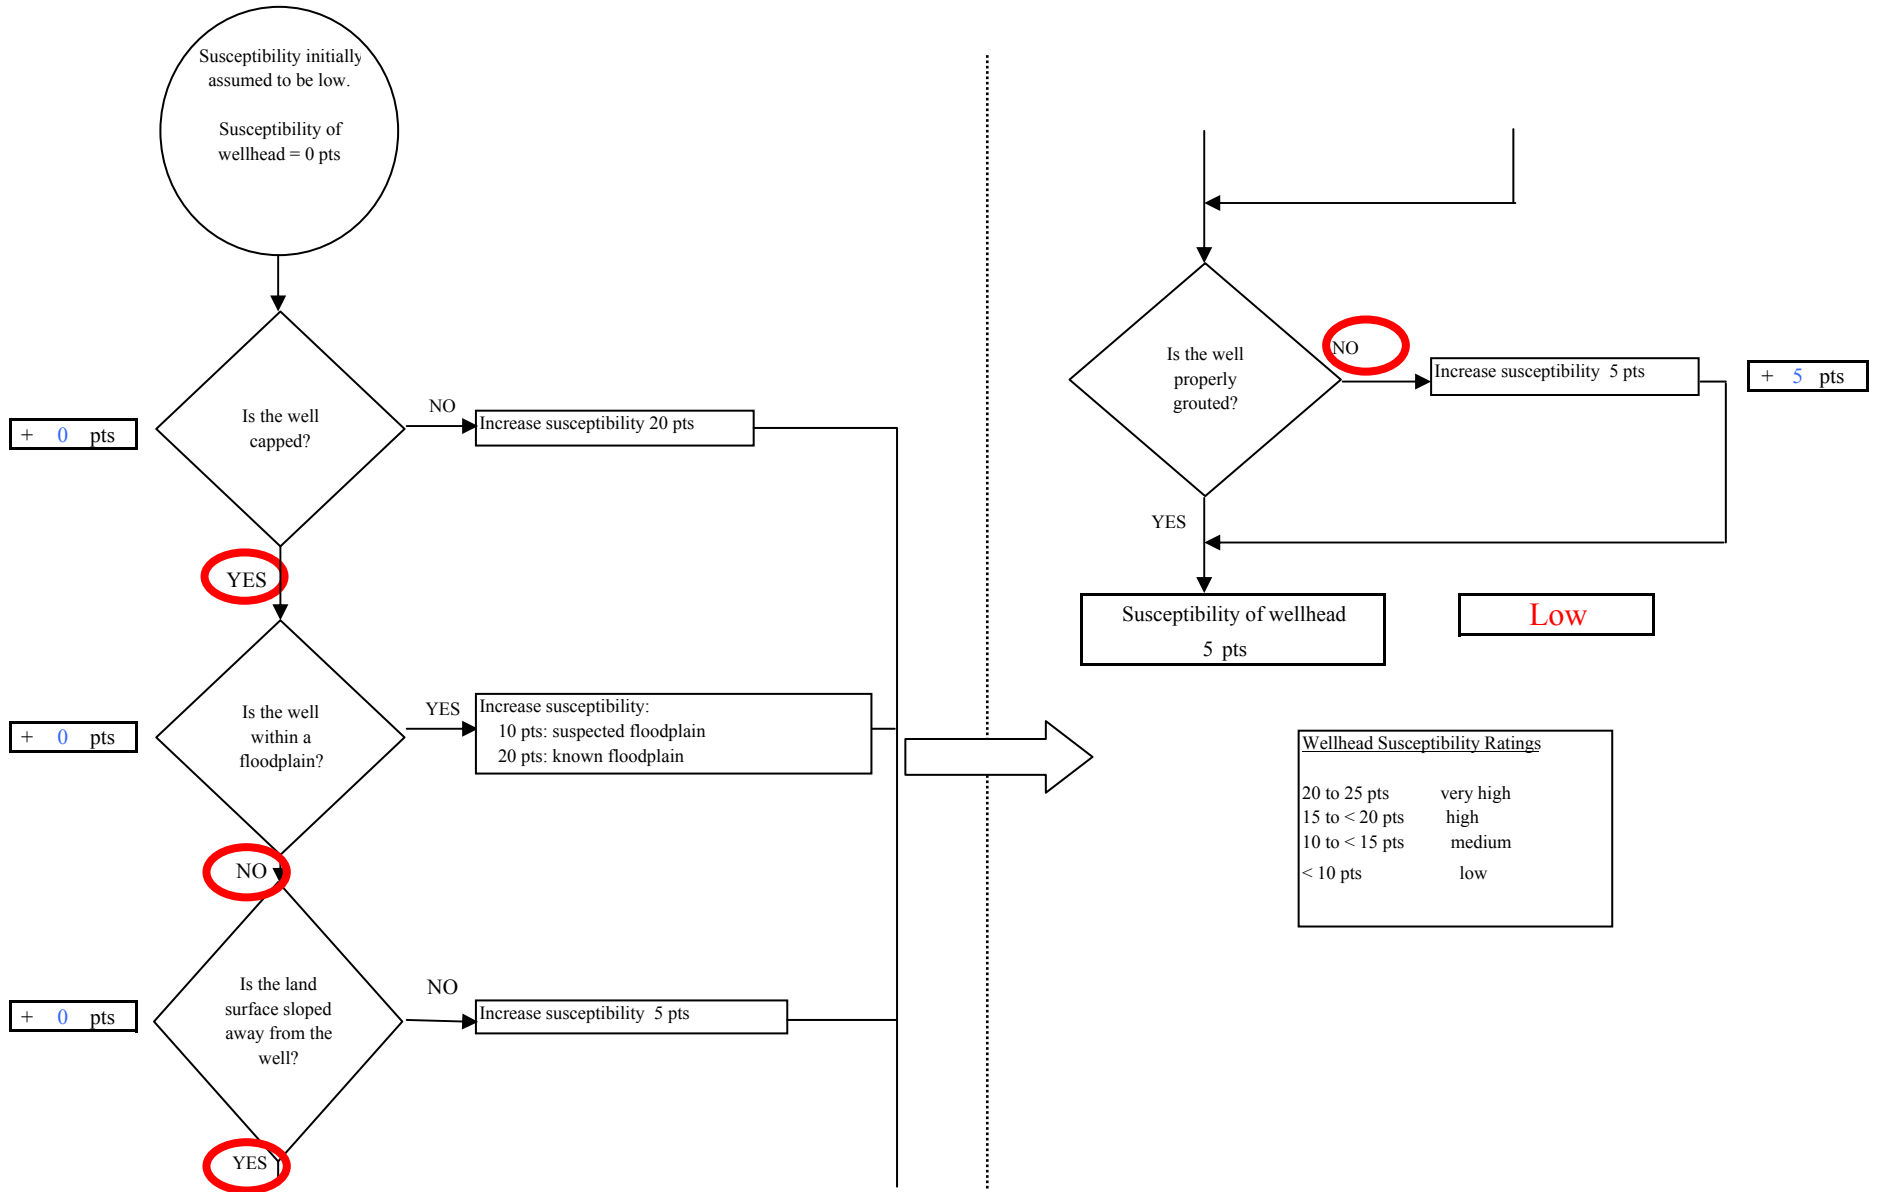 Susceptibility initially
assumed to be low.
Susceptibility of
wellhead = 0 pts
Is the well
capped?
NO
Increase susceptibility 20 pts
+ 0 pts
YES
Is the well
within a
floodplain?
YES
Increase susceptibility:
10 pts: suspected floodplain
20 pts: known floodplain
+ 0 pts
NO
Is the land
surface sloped
away from the
well?
NO
Increase susceptibility 5 pts
+ 0 pts
YES
Is the well
properly
grouted?
NO
Increase susceptibility 5 pts
+ 5 pts
YES
Susceptibility of wellhead
5 pts
Low
Wellhead Susceptibility Ratings
20 to 25 pts very high
15 to < 20 pts high
10 to < 15 pts medium
< 10 pts low